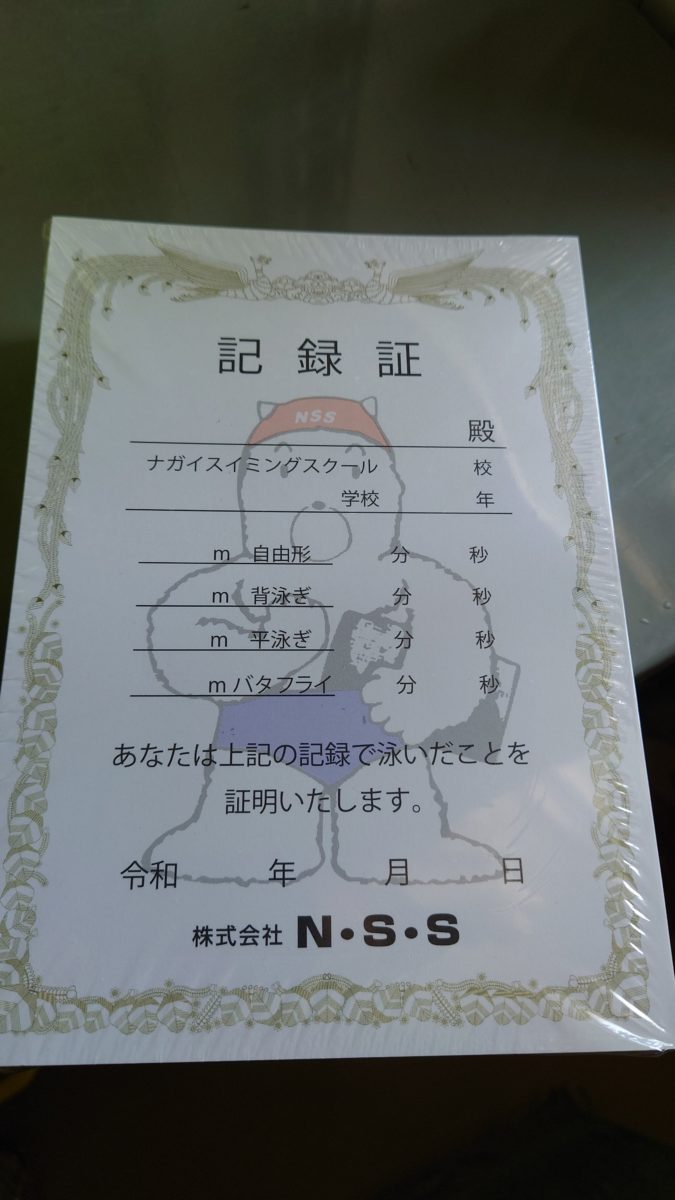 記録証
NSS
殿
ナガイスイミングスクール 校
学校 年
m 自由形 分 秒
m 背泳ぎ 分 秒
m 平泳ぎ 分 秒
m バタフライ 分 秒
あなたは上記の記録で泳いだことを
証明いたします。
令和 年 月 日
株式会社 N・S・S